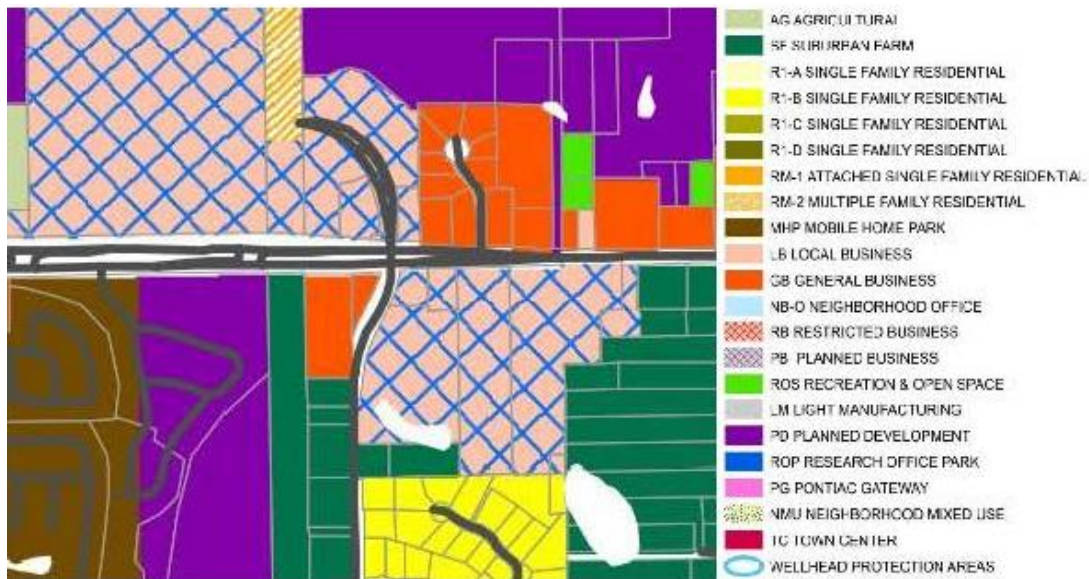 AG AGRICULTURAL
SF SUBURBAN FARM
R1-A SINGLE FAMILY RESIDENTIAL
R1-B SINGLE FAMILY RESIDENTIAL
R1-C SINGLE FAMILY RESIDENTIAL
R1-D SINGLE FAMILY RESIDENTIAL
RM-1 ATTACHED SINGLE FAMILY RESIDENTIAL
RM-2 MULTIPLE FAMILY RESIDENTIAL
MHP MOBILE HOME PARK
LB LOCAL BUSINESS
GB GENERAL BUSINESS
NB-O NEIGHBORHOOD OFFICE
RB RESTRICTED BUSINESS
PB PLANNED BUSINESS
ROS RECREATION & OPEN SPACE
LM LIGHT MANUFACTURING
PD PLANNED DEVELOPMENT
ROP RESEARCH OFFICE PARK
PG PONTIAC GATEWAY
NMU NEIGHBORHOOD MIXED USE
TC TOWN CENTER
WELLHEAD PROTECTION AREAS